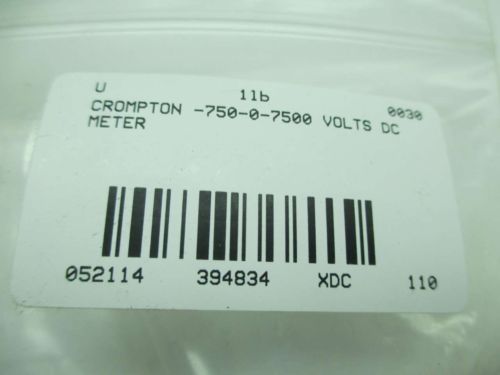 U 11b 0030
CROMPTON -750-0-7500 VOLTS DC
METER
052114 394834 XDC 110